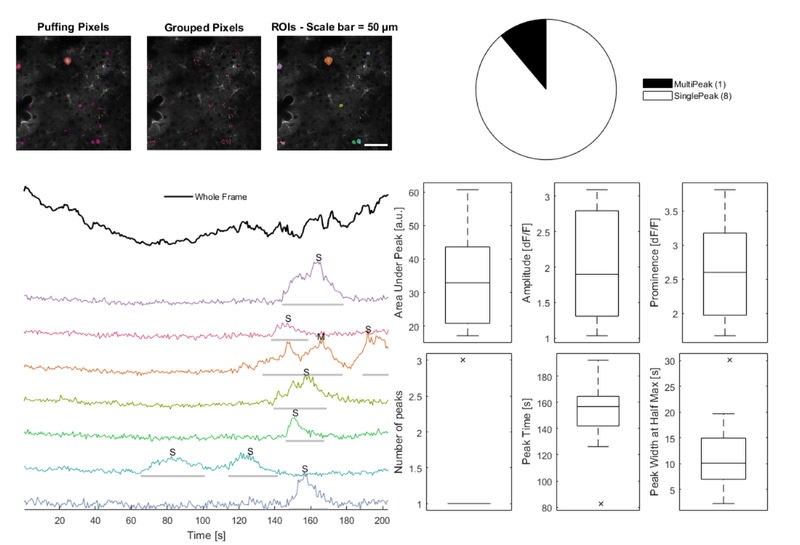 Puffing Pixels
Grouped Pixels
ROIs - Scale bar = 50 µm
MultiPeak (1)
SinglePeak (8)
Whole Frame
S
S
M
S
S
S
S
S
S
20 40 60 80 100 120 140 160 180 200
Time [s]
Area Under Peak [a.u.]
60
50
40
30
20
Amplitude [dF/F]
3
2.5
2
1.5
1
Prominence [dF/F]
3.5
3
2.5
2
Number of peaks
3
2.5
2
1.5
1
Peak Time [s]
180
160
140
120
100
80
Peak Width at Half Max [s]
30
25
20
15
10
5